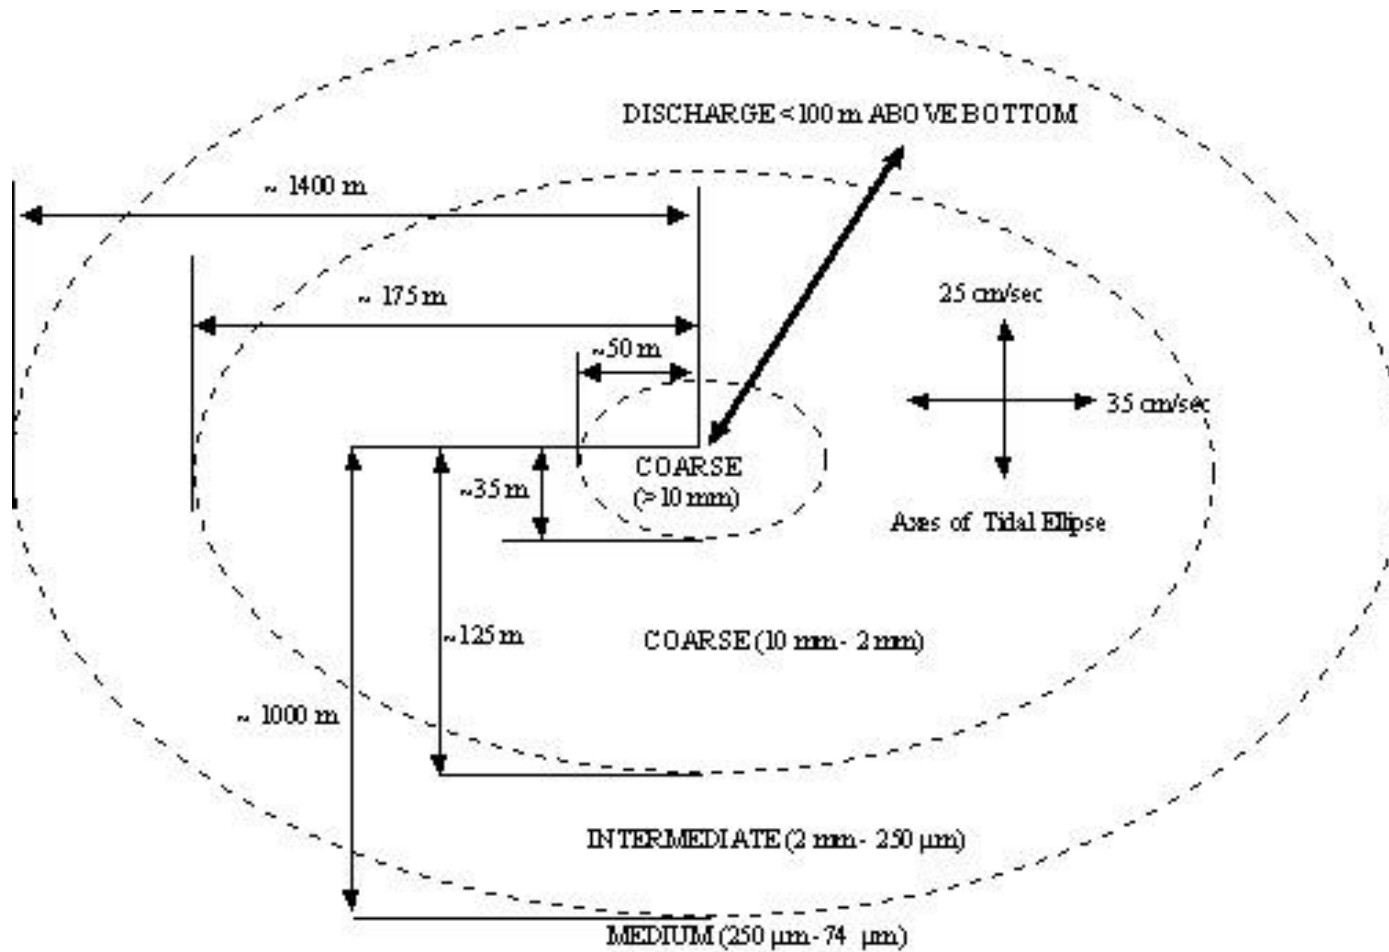 DISCHARGE <100 m ABOVE BOTTOM
~ 1400 m
~ 175 m
25 cm/sec
~50 m
35 cm/sec
COARSE
(>10 mm)
~35 m
Axes of Tidal Ellipse
~125 m
COARSE (10 mm - 2 mm)
~ 1000 m
INTERMEDIATE (2 mm - 250 µm)
MEDIUM (250 µm -74 µm)